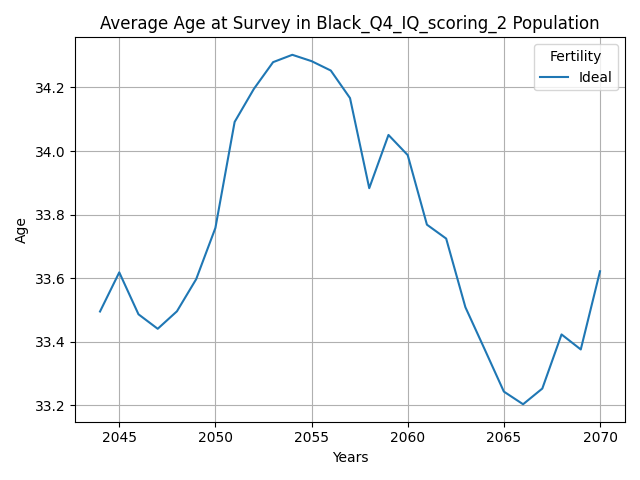 Average Age at Survey in Black_Q4_IQ_scoring_2 Population
Fertility
Ideal
34.2
34.0
33.8
33.6
33.4
33.2
Age
2045 2050 2055 2060 2065 2070
Years